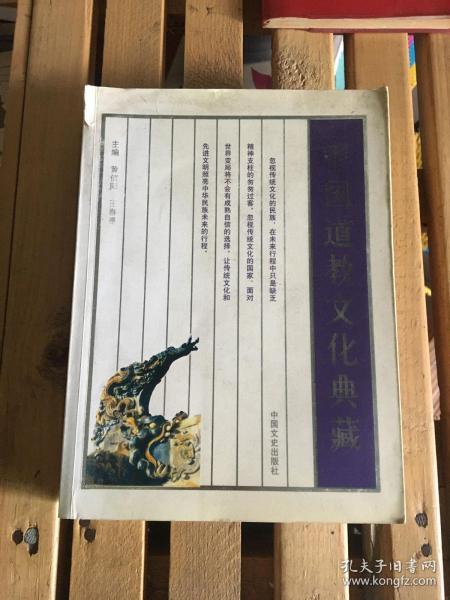 中国道教文化典藏
忽视传统文化的民族，在未来行程中只是缺乏
精神支柱的匆匆过客，忽视传统文化的国家，面对
世界变局将不会有成熟自信的选择，让传统文化和
先进文明照亮中华民族未来的行程。
主编
王春景
中国文史出版社
孔夫子旧书网
www.kongfz.com